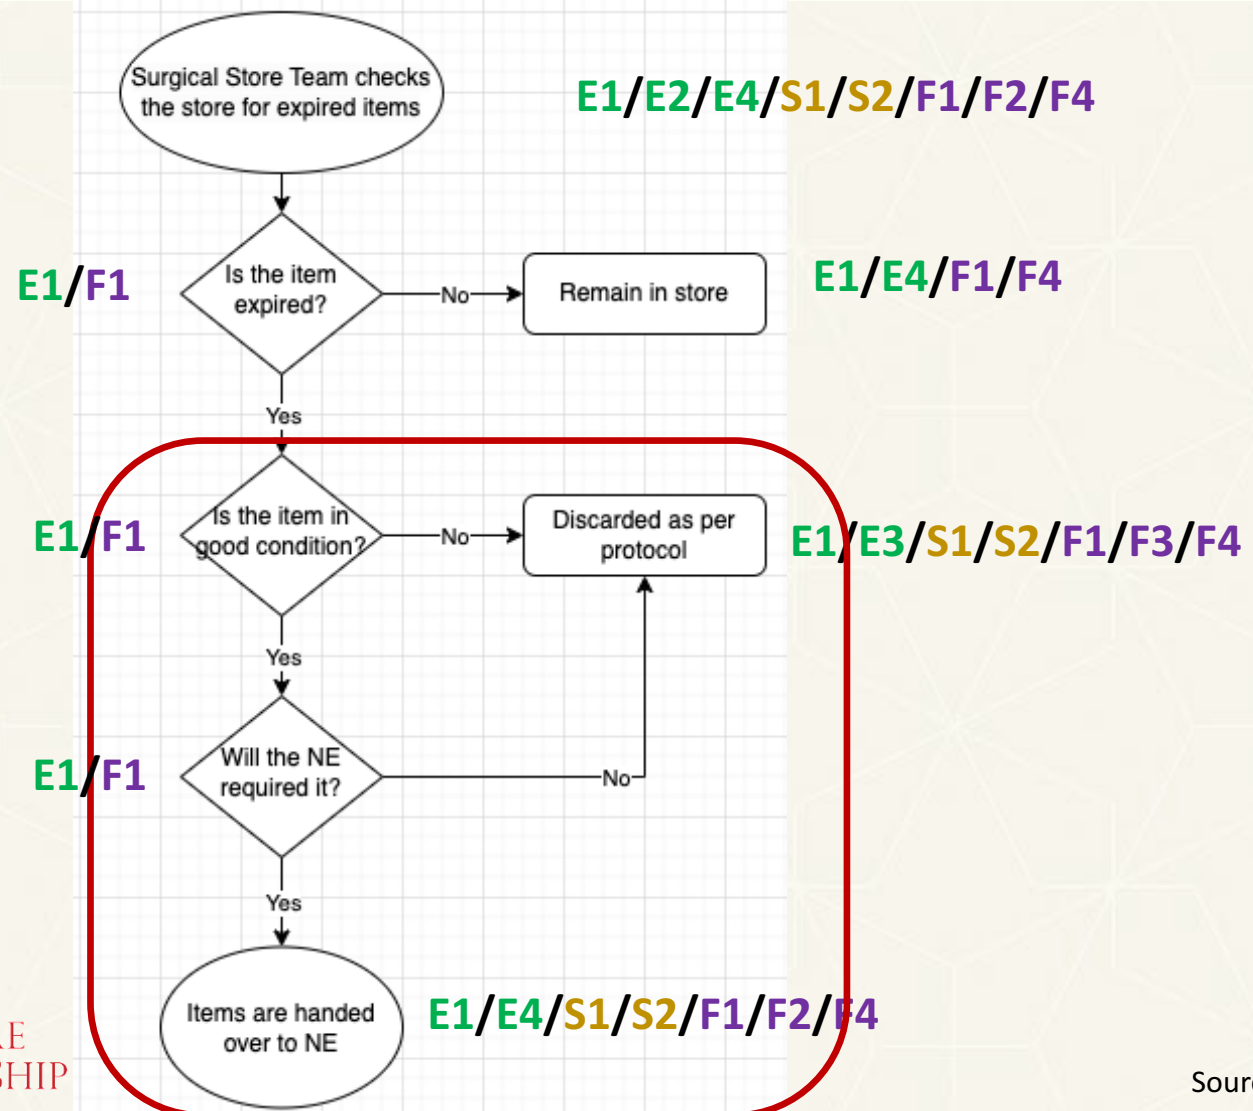 Surgical Store Team checks
the store for expired items
E1/E2/E4/S1/S2/F1/F2/F4
E1/F1
Is the item
expired?
No
Remain in store
E1/E4/F1/F4
Yes
E1/F1
Is the item in
good condition?
No
Discarded as per
protocol
E1/E3/S1/S2/F1/F3/F4
Yes
E1/F1
Will the NE
required it?
No
Yes
Items are handed
over to NE
E1/E4/S1/S2/F1/F2/F4